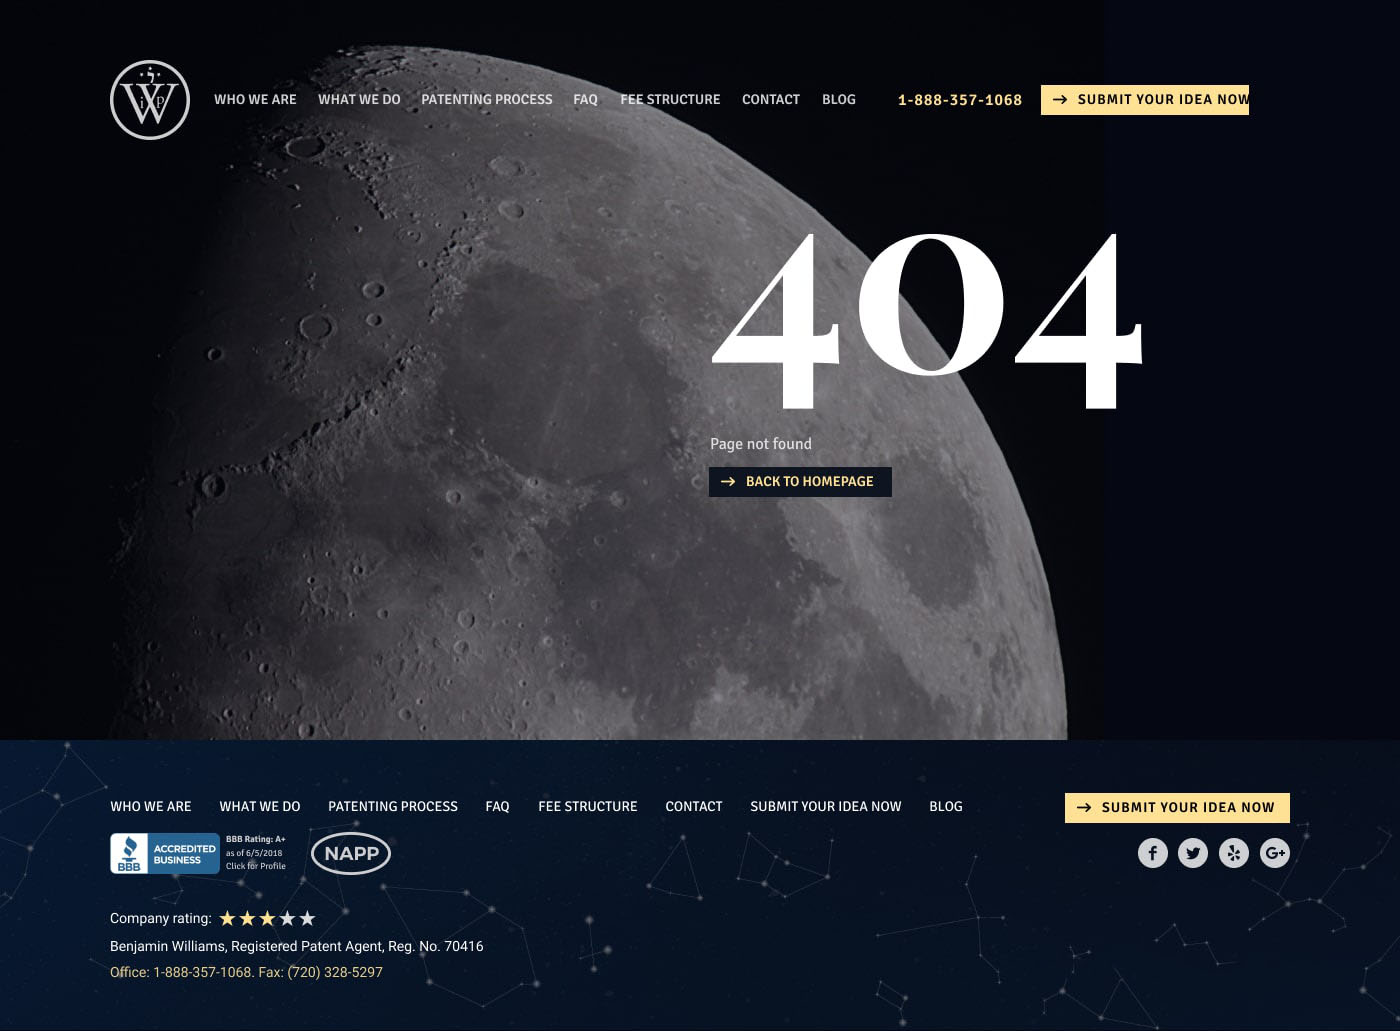 WIP
WHO WE ARE WHAT WE DO PATENTING PROCESS FAQ FEE STRUCTURE CONTACT BLOG 1-888-357-1068 SUBMIT YOUR IDEA NOW
404
Page not found
BACK TO HOMEPAGE
WHO WE ARE WHAT WE DO PATENTING PROCESS FAQ FEE STRUCTURE CONTACT SUBMIT YOUR IDEA NOW BLOG SUBMIT YOUR IDEA NOW
BBB ACCREDITED
BUSINESS
BBB Rating: A+
as of 6/5/2018
Click for Profile
NAPP
f G+
Company rating:
Benjamin Williams, Registered Patent Agent, Reg. No. 70416
Office: 1-888-357-1068. Fax: (720) 328-5297